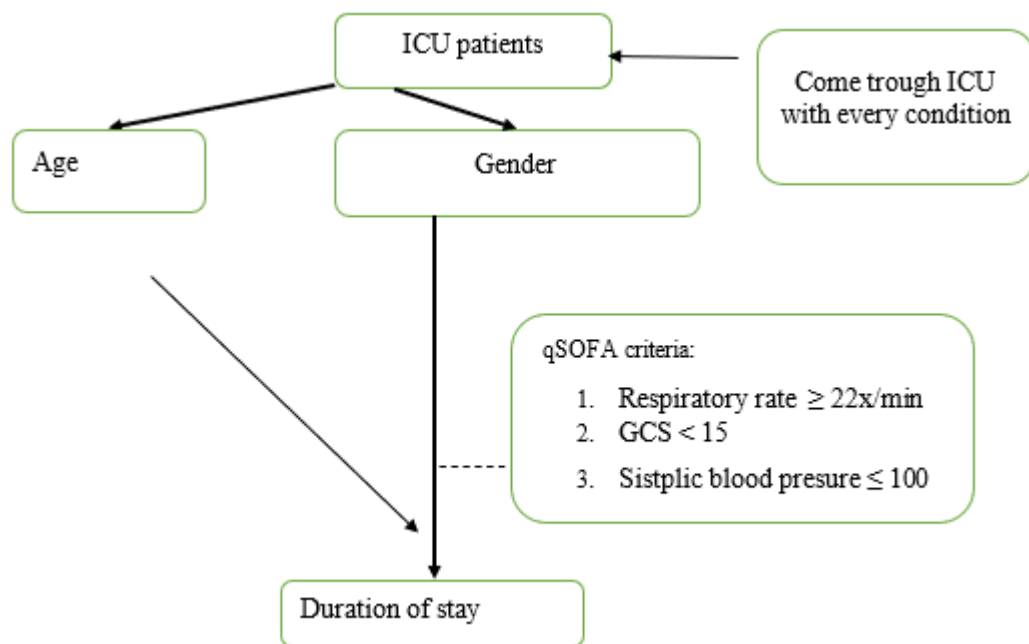 ICU patients
Come trough ICU
with every condition
Age
Gender
qSOFA criteria:
1. Respiratory rate ≥ 22x/min
2. GCS < 15
3. Sistplic blood presure ≤ 100
Duration of stay